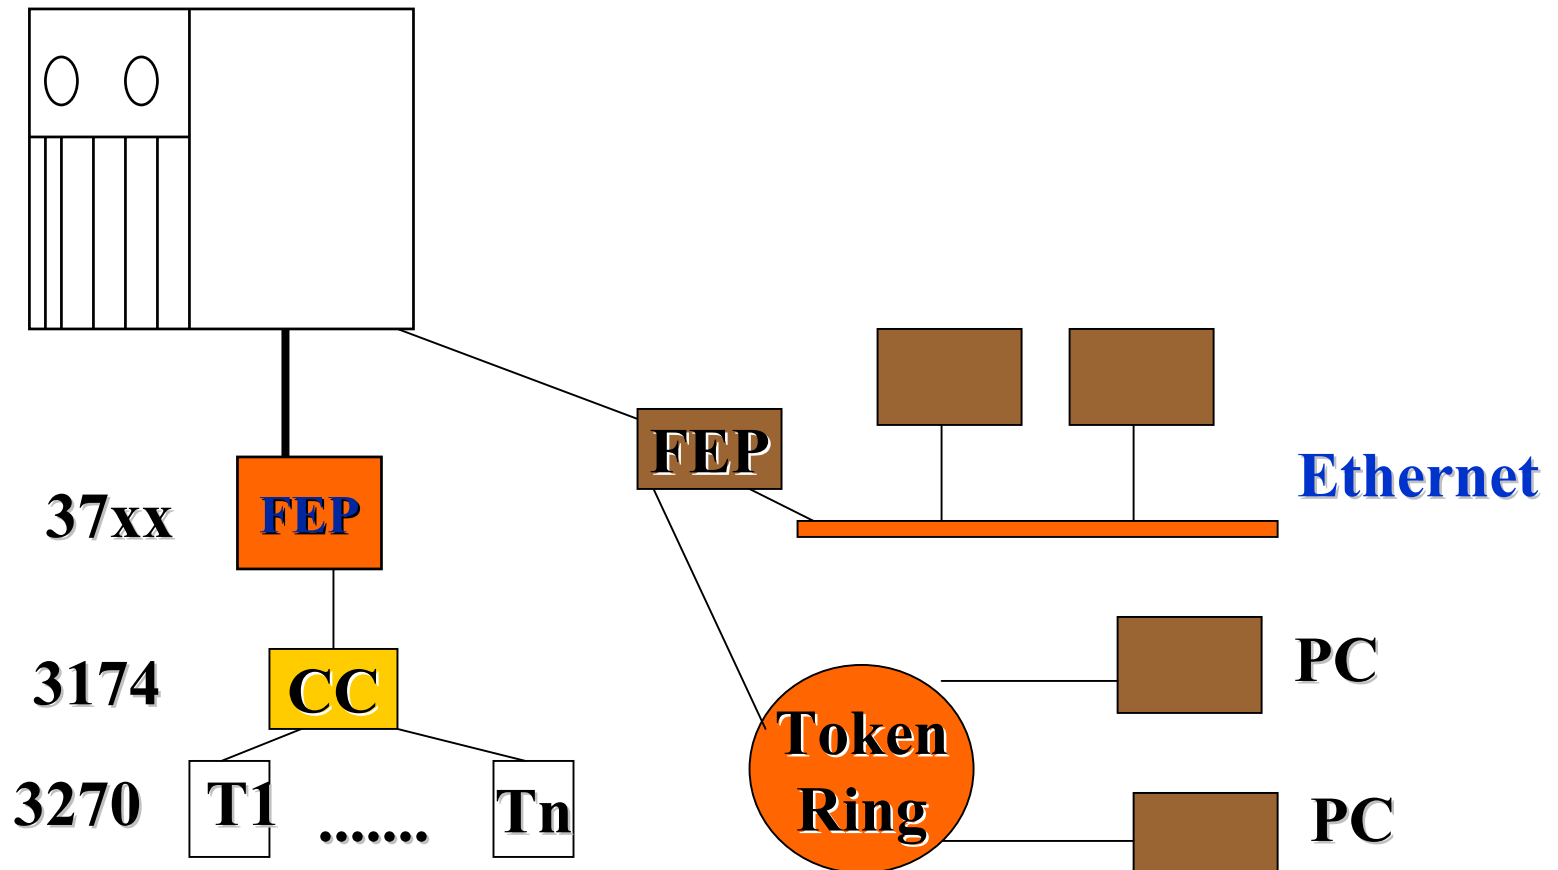 FEP
Ethernet
37xx
FEP
3174
CC
PC
Token
Ring
3270
T1
.......
Tn
PC